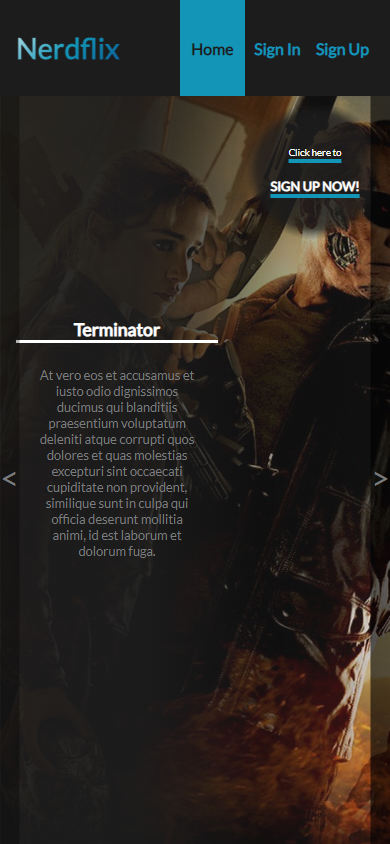 Nerdflix
Home Sign In Sign Up
Click here to
SIGN UP NOW!
Terminator
At vero eos et accusamus et
iusto odio dignissimos
ducimus qui blanditiis
praesentium voluptatum
deleniti atque corrupti quos
dolores et quas molestias
excepturi sint occaecati
cupiditate non provident,
similique sunt in culpa qui
officia deserunt mollitia
animi, id est laborum et
dolorum fuga.
< >